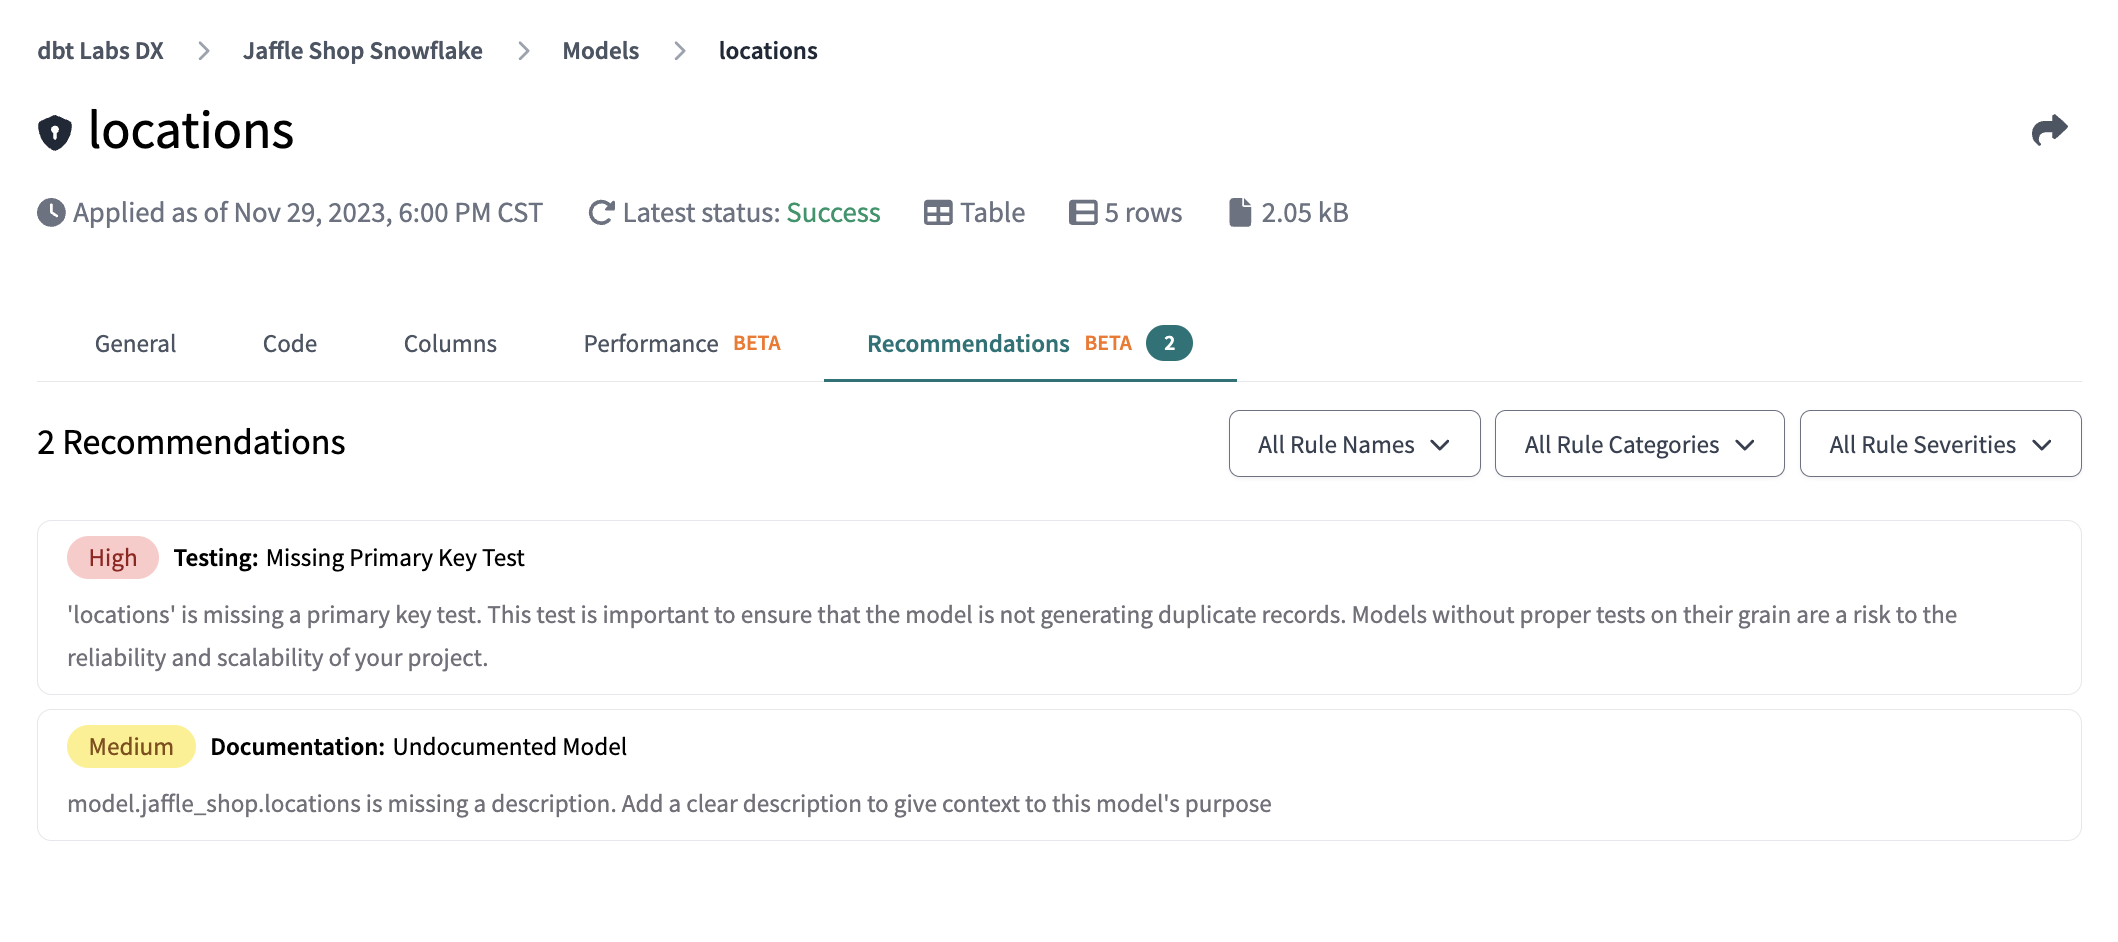 dbt Labs DX > Jaffle Shop Snowflake > Models > locations
locations
Applied as of Nov 29, 2023, 6:00 PM CST Latest status: Success Table 5 rows 2.05 kB
General Code Columns Performance BETA Recommendations BETA 2
2 Recommendations All Rule Names All Rule Categories All Rule Severities
High Testing: Missing Primary Key Test
'locations' is missing a primary key test. This test is important to ensure that the model is not generating duplicate records. Models without proper tests on their grain are a risk to the
reliability and scalability of your project.
Medium Documentation: Undocumented Model
model.jaffle_shop.locations is missing a description. Add a clear description to give context to this model's purpose